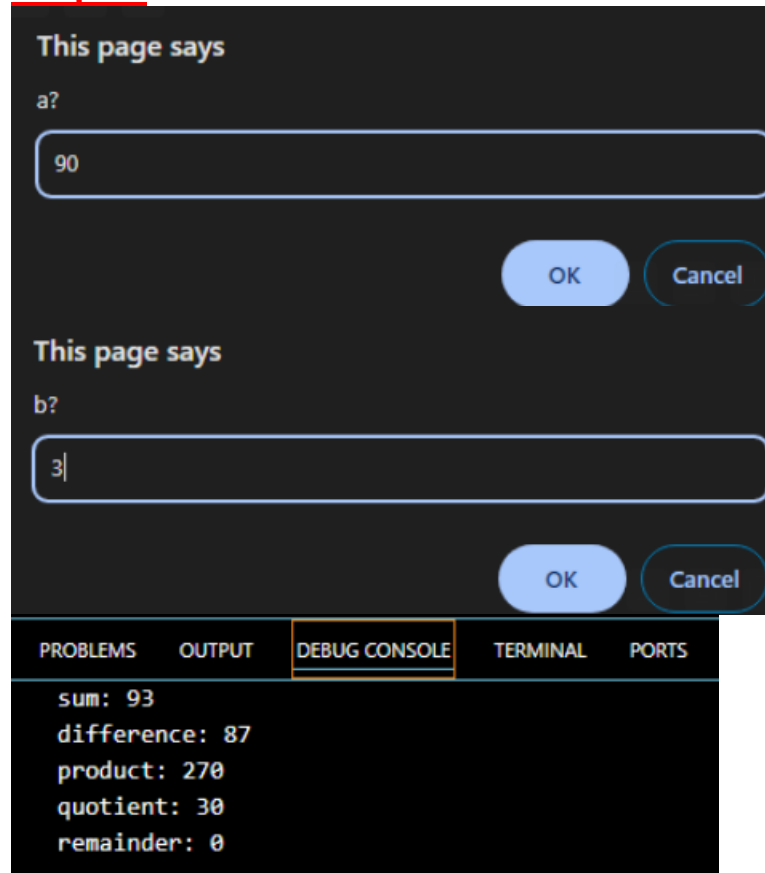 This page says
a?
90
OK Cancel
This page says
b?
3
OK Cancel
PROBLEMS OUTPUT DEBUG CONSOLE TERMINAL PORTS
sum: 93
difference: 87
product: 270
quotient: 30
remainder: 0